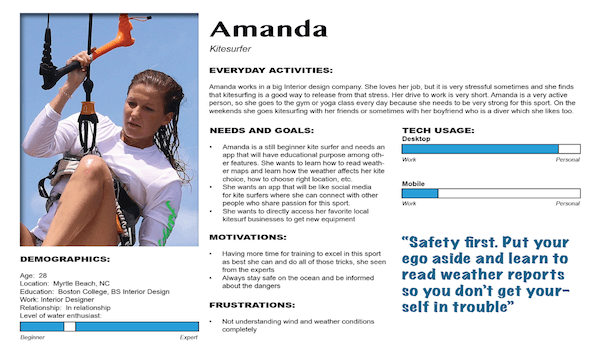 Amanda
Kitesurfer
EVERYDAY ACTIVITIES:
Amanda works in a big Interior design company. She loves her job, but it is very stressful sometimes and she finds
that kitesurfing is a good way to release from that stress. Her drive to work is very short. Amanda is a very active
person, so she goes to the gym or yoga class every day because she needs to be very strong for this sport. On the
weekends she goes kitesurfing with her friends or sometimes with her boyfriend who is a diver which she likes too.
NEEDS AND GOALS:
• Amanda is a still beginner kite surfer and needs an
app that will have educational purpose among oth-
er features. She wants to learn how to read weath-
er maps and learn how the weather affects her kite
choice, how to choose right location, etc.
• She wants an app that will be like social media
for kite surfers where she can connect with other
people who share passion for this sport.
• She wants to directly access her favorite local
kitesurf businesses to get new equipment
MOTIVATIONS:
• Having more time for training to excel in this sport
as best she can and do all of those tricks, she seen
from the experts
• Always stay safe on the ocean and be informed
about the dangers
FRUSTRATIONS:
• Not understanding wind and weather conditions
completely
TECH USAGE:
Desktop
Work Personal
Mobile
Work Personal
“Safety first. Put your
ego aside and learn to
read weather reports
so you don’t get your-
self in trouble”
DEMOGRAPHICS:
Age: 28
Location: Myrtle Beach, NC
Education: Boston College, BS Interior Design
Work: Interior Designer
Relationship: In relationship
Level of water enthusiast:
Beginner Expert